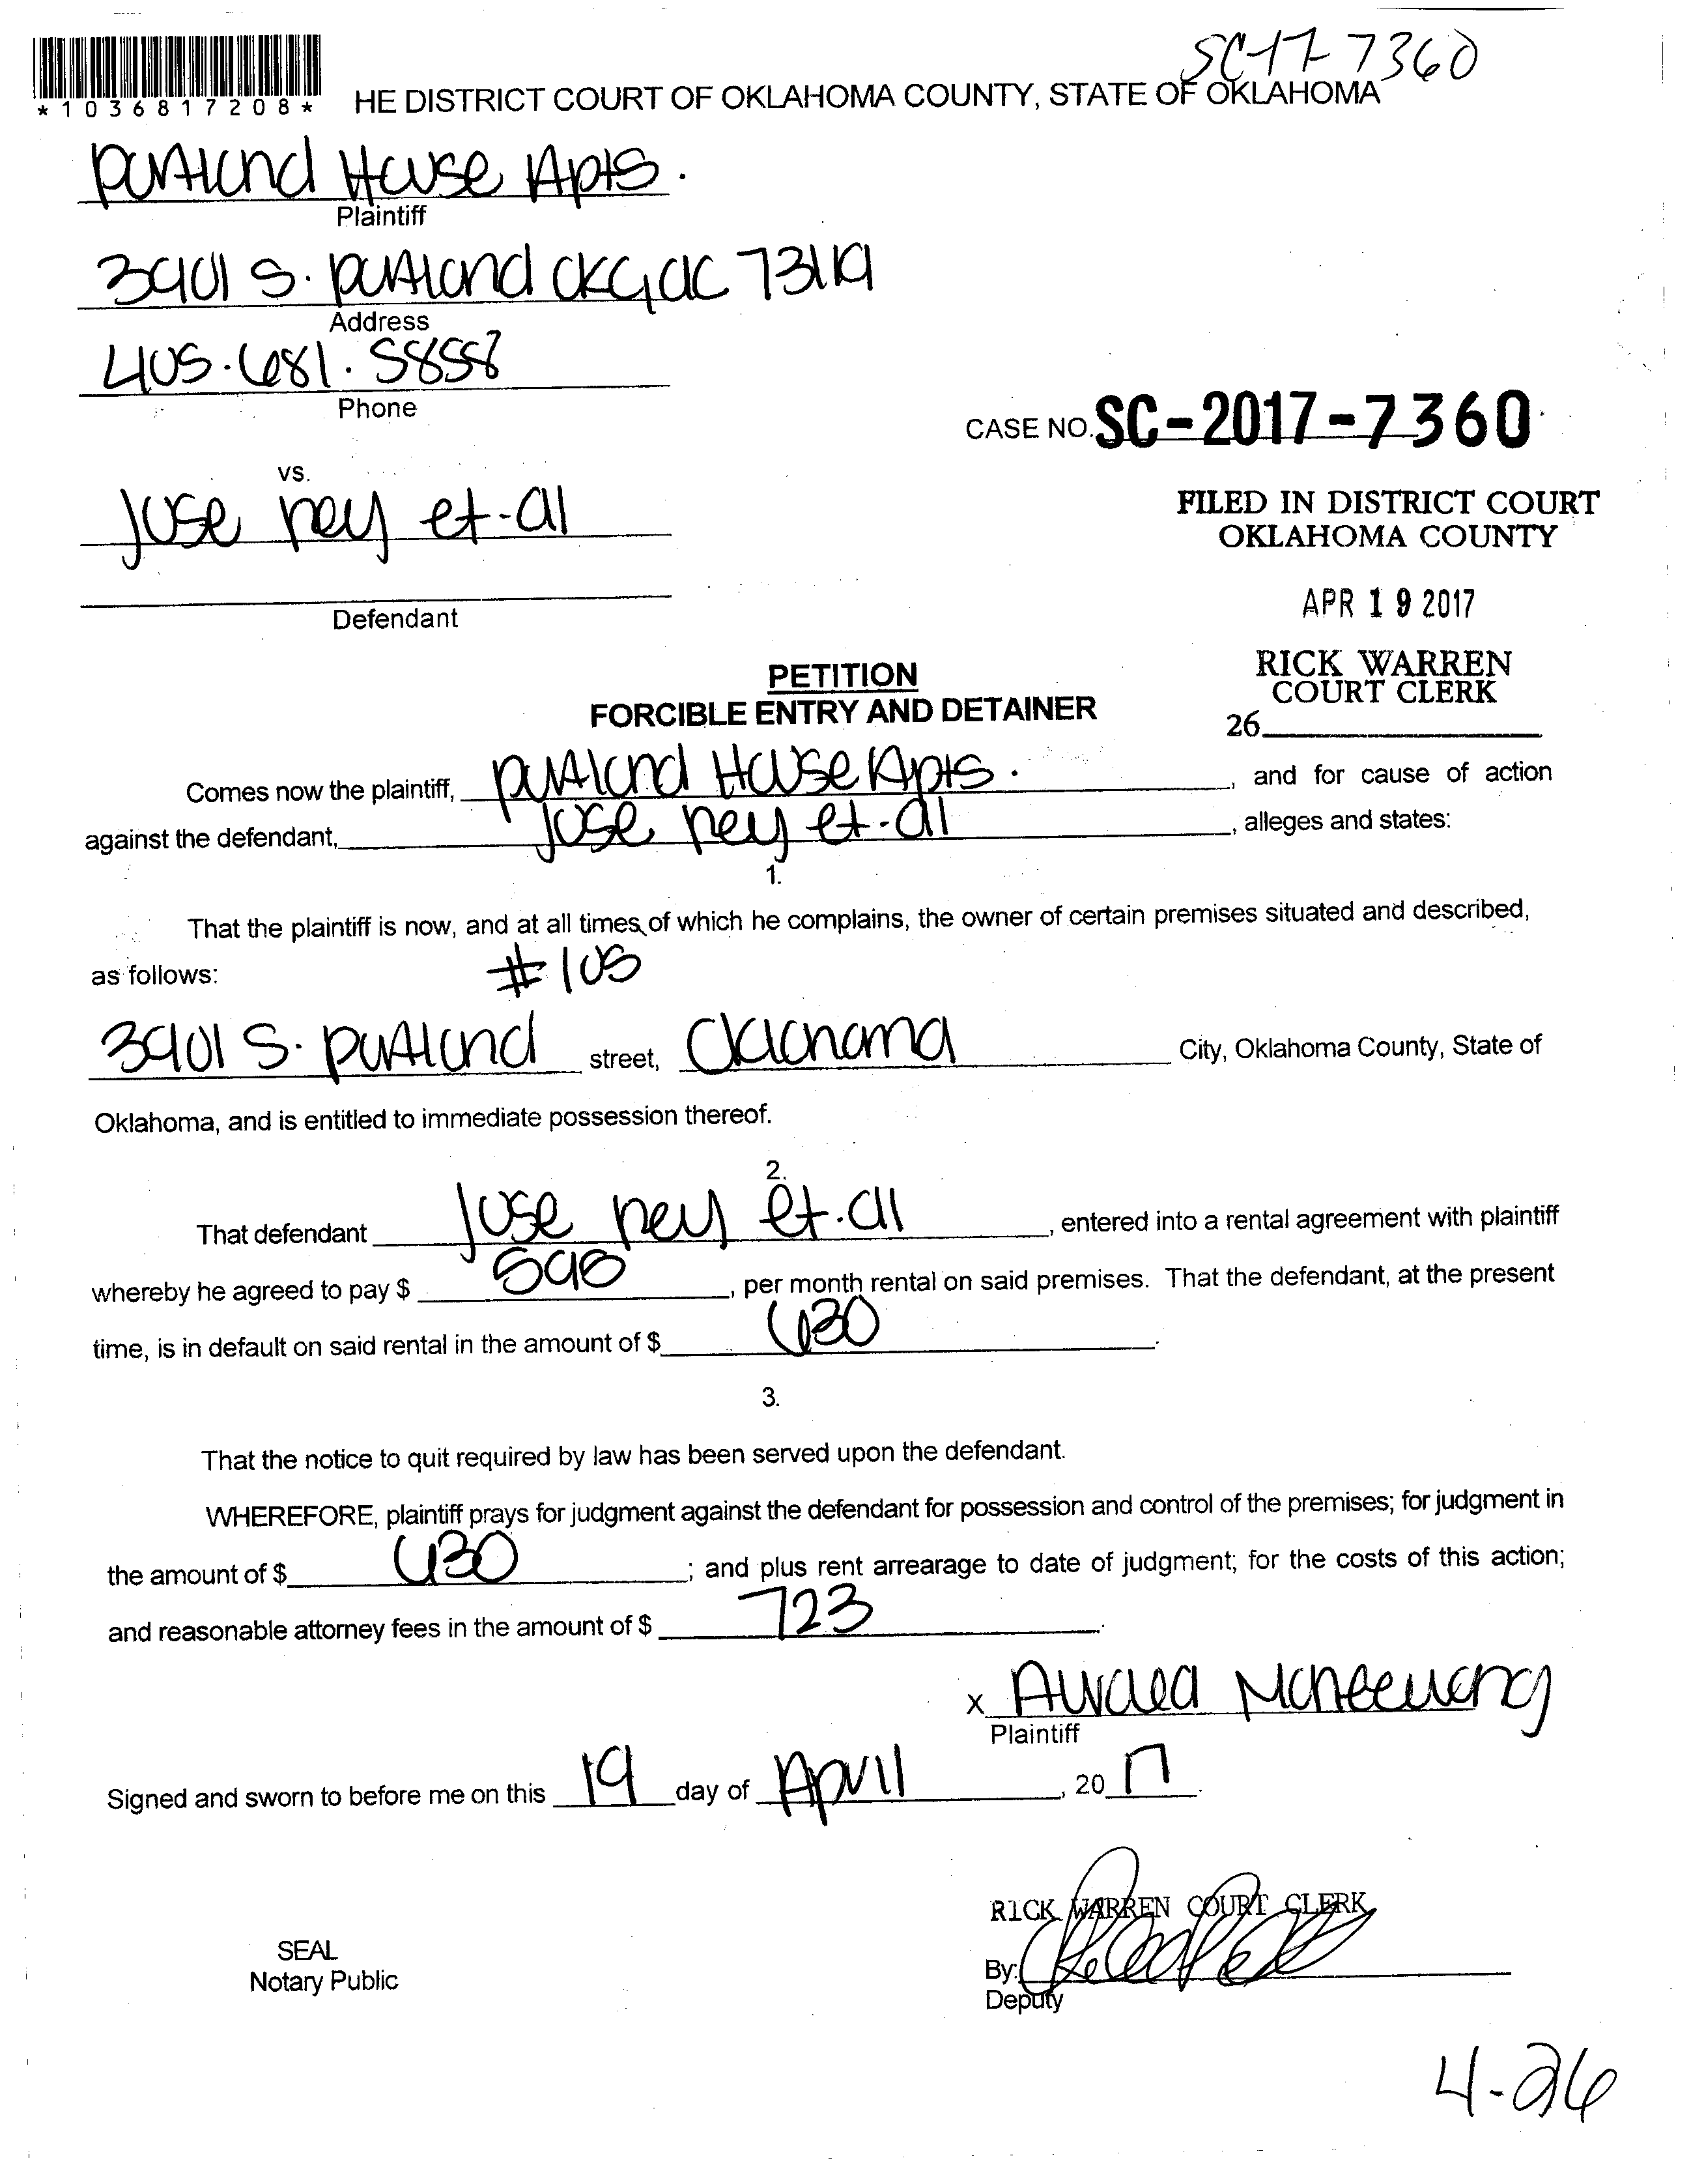 SC-17-7360
*1036817208*
HE DISTRICT COURT OF OKLAHOMA COUNTY, STATE OF OKLAHOMA
Portland House Apts.
Plaintiff
3901 S. Portland OKC, OK 73119
Address
405.681.5858
Phone
CASE NO. SC-2017-7360
vs.
Jose rey et-al
FILED IN DISTRICT COURT
OKLAHOMA COUNTY
APR 19 2017
Defendant
RICK WARREN
COURT CLERK
26
PETITION
FORCIBLE ENTRY AND DETAINER
Comes now the plaintiff, Portland House Apts. , and for cause of action
against the defendant, Jose rey et-al , alleges and states:
1.
That the plaintiff is now, and at all times of which he complains, the owner of certain premises situated and described,
as follows: #105
3901 S. Portland street, Oklahoma City, Oklahoma County, State of
Oklahoma, and is entitled to immediate possession thereof.
2.
That defendant Jose rey et-al , entered into a rental agreement with plaintiff
whereby he agreed to pay $ , per month rental on said premises. That the defendant, at the present
time, is in default on said rental in the amount of $ 630 .
3.
That the notice to quit required by law has been served upon the defendant.
WHEREFORE, plaintiff prays for judgment against the defendant for possession and control of the premises; for judgment in
the amount of $ 630 ; and plus rent arrearage to date of judgment; for the costs of this action;
and reasonable attorney fees in the amount of $ 723 .
x
Plaintiff
Signed and sworn to before me on this 19 day of April , 20 17 .
RICK WARREN COURT CLERK
SEAL
Notary Public
By:
Deputy
4-26